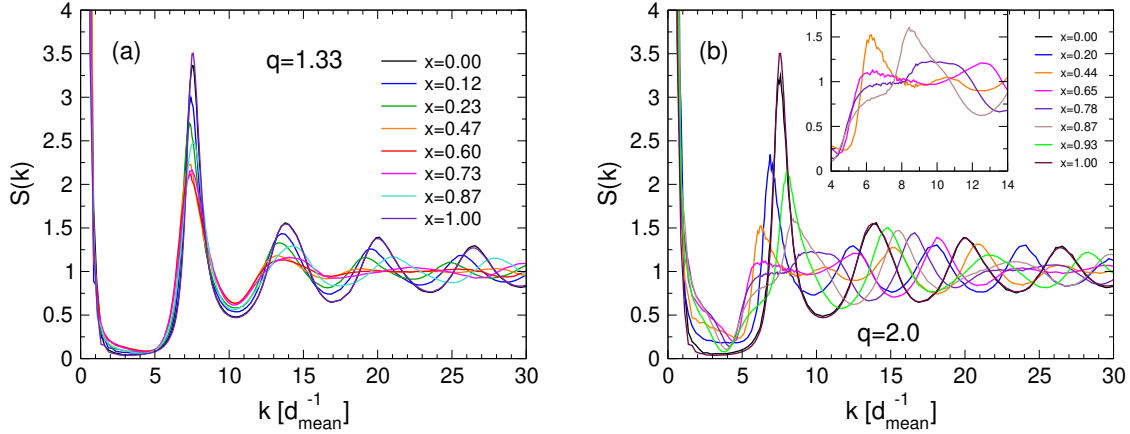 (a)
q=1.33
x=0.00
x=0.12
x=0.23
x=0.47
x=0.60
x=0.73
x=0.87
x=1.00
S(k)
4
3.5
3
2.5
2
1.5
1
0.5
0
0 5 10 15 20 25 30
k [d⁻¹mean]
(b)
q=2.0
x=0.00
x=0.20
x=0.44
x=0.65
x=0.78
x=0.87
x=0.93
x=1.00
1.5
1
0.5
0
4 6 8 10 12 14
S(k)
4
3.5
3
2.5
2
1.5
1
0.5
0
0 5 10 15 20 25 30
k [d⁻¹mean]